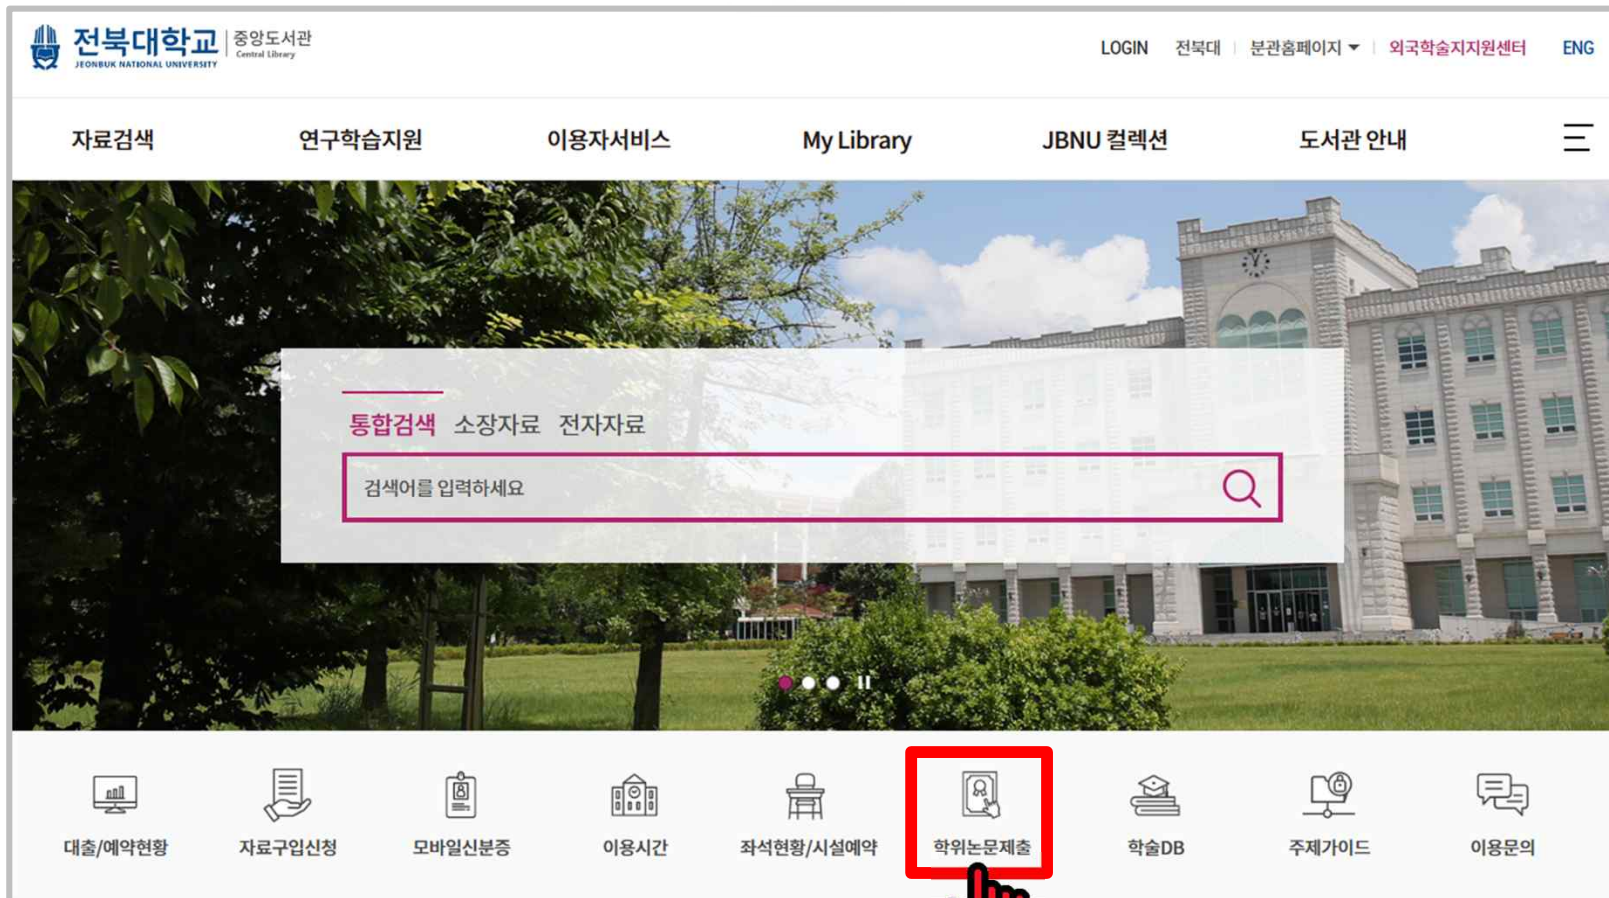 전북대학교 중앙도서관
JEONBUK NATIONAL UNIVERSITY Central Library
LOGIN 전북대 분관홈페이지 외국학술지지원센터 ENG
자료검색 연구학습지원 이용자서비스 My Library JBNU 컬렉션 도서관 안내
통합검색 소장자료 전자자료
검색어를 입력하세요
대출/예약현황 자료구입신청 모바일신분증 이용시간 좌석현황/시설예약 학위논문제출 학술DB 주제가이드 이용문의